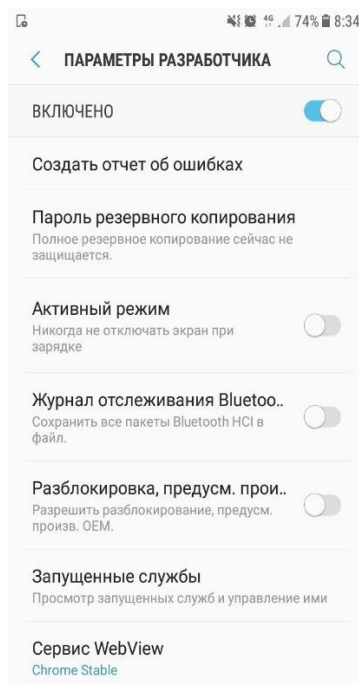 4G 74% 8:34
ПАРАМЕТРЫ РАЗРАБОТЧИКА
ВКЛЮЧЕНО
Создать отчет об ошибках
Пароль резервного копирования
Полное резервное копирование сейчас не
защищается.
Активный режим
Никогда не отключать экран при
зарядке
Журнал отслеживания Bluetoo..
Сохранить все пакеты Bluetooth HCI в
файл.
Разблокировка, предусм. прои..
Разрешить разблокирование, предусм.
произв. OEM.
Запущенные службы
Просмотр запущенных служб и управление ими
Сервис WebView
Chrome Stable